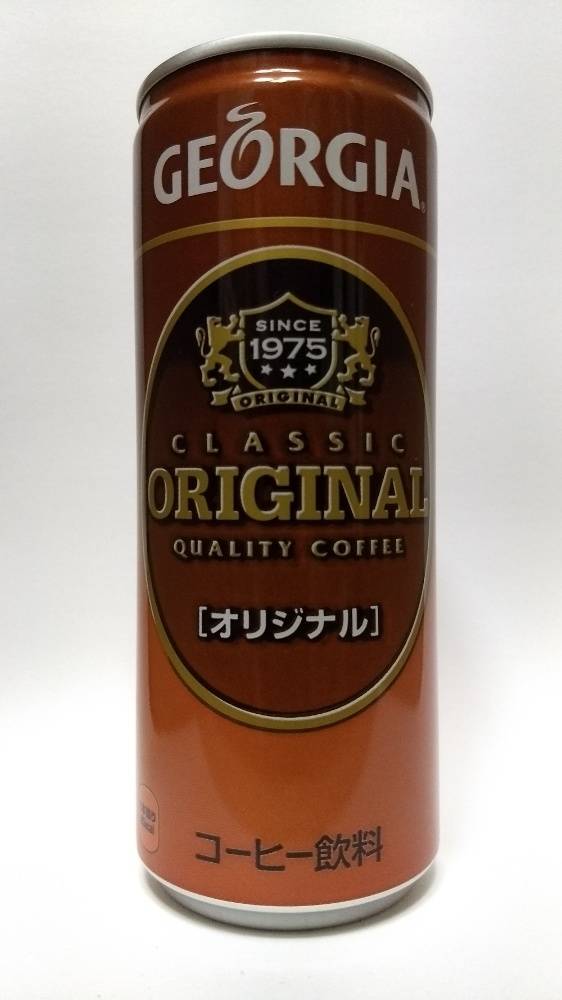 GEORGIA®
SINCE
1975
ORIGINAL
CLASSIC
ORIGINAL
QUALITY COFFEE
[オリジナル]
コーヒー飲料